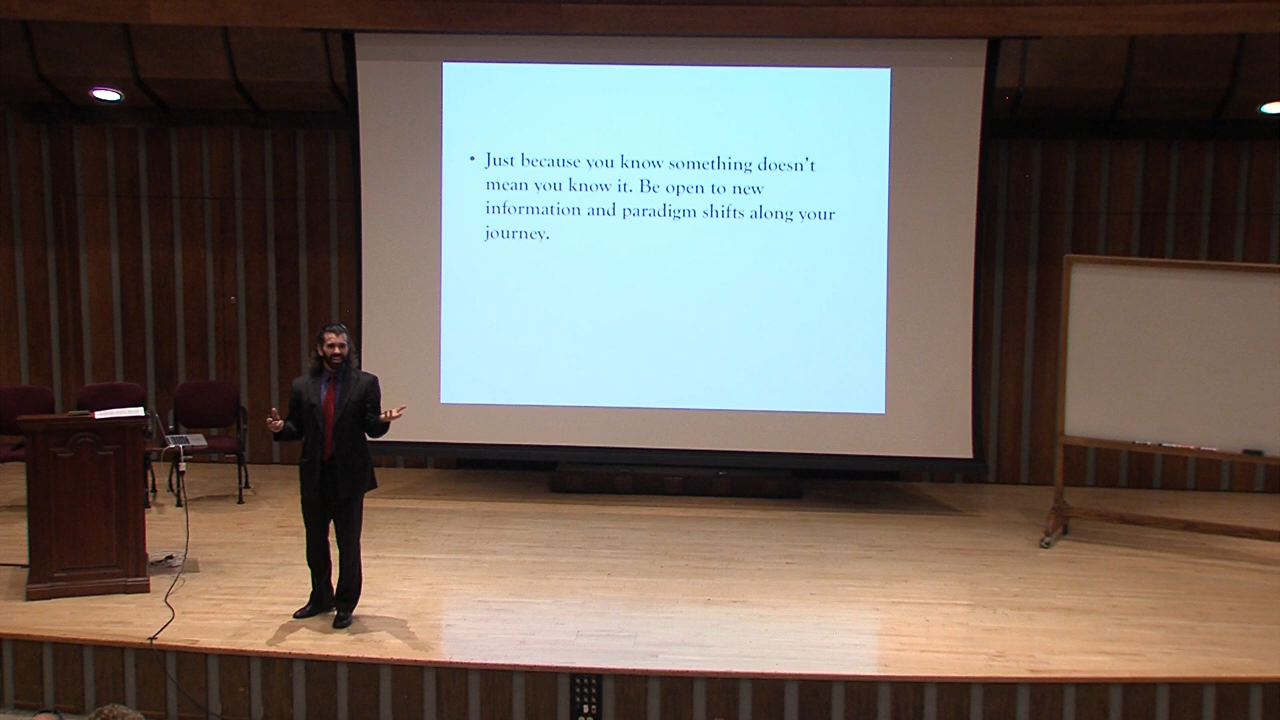 • Just because you know something doesn't
mean you know it. Be open to new
information and paradigm shifts along your
journey.